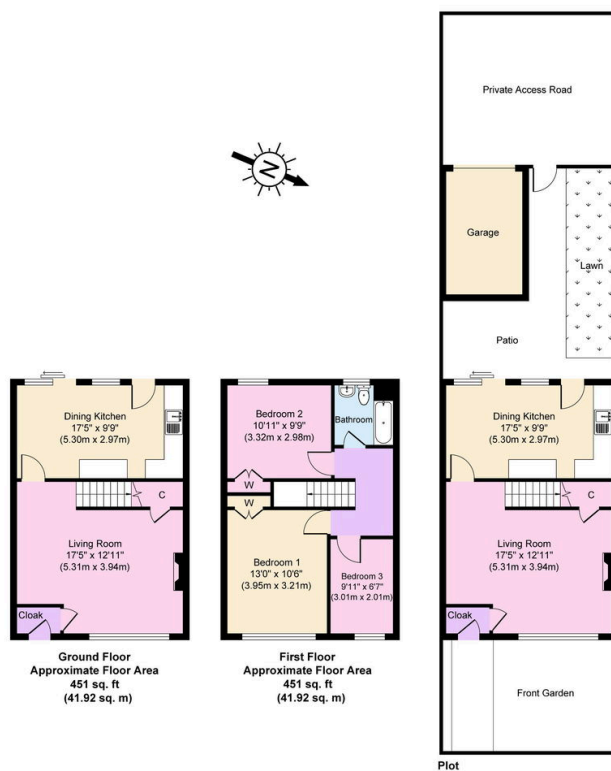 Private Access Road
N
Garage
Lawn
Patio
Dining Kitchen
17'5" x 9'9"
(5.30m x 2.97m)
C
Living Room
17'5" x 12'11"
(5.31m x 3.94m)
Cloak
Ground Floor
Approximate Floor Area
451 sq. ft
(41.92 sq. m)
Bedroom 2
10'11" x 9'9"
(3.32m x 2.98m)
Bathroom
W
W
Bedroom 1
13'0" x 10'6"
(3.95m x 3.21m)
Bedroom 3
9'11" x 6'7"
(3.01m x 2.01m)
First Floor
Approximate Floor Area
451 sq. ft
(41.92 sq. m)
Dining Kitchen
17'5" x 9'9"
(5.30m x 2.97m)
C
Living Room
17'5" x 12'11"
(5.31m x 3.94m)
Cloak
Front Garden
Plot